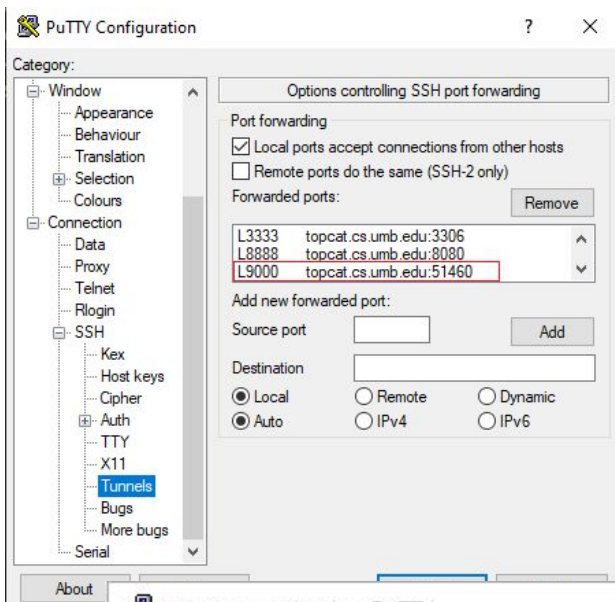 PuTTY Configuration
?
Category:
Window
Appearance
Behaviour
Translation
Selection
Colours
Connection
Data
Proxy
Telnet
Rlogin
SSH
Kex
Host keys
Cipher
Auth
TTY
X11
Tunnels
Bugs
More bugs
Serial
Options controlling SSH port forwarding
Port forwarding
Local ports accept connections from other hosts
Remote ports do the same (SSH-2 only)
Forwarded ports:
Remove
L3333 topcat.cs.umb.edu:3306
L8888 topcat.cs.umb.edu:8080
L9000 topcat.cs.umb.edu:51460
Add new forwarded port:
Source port
Add
Destination
Local Remote Dynamic
Auto IPv4 IPv6
About